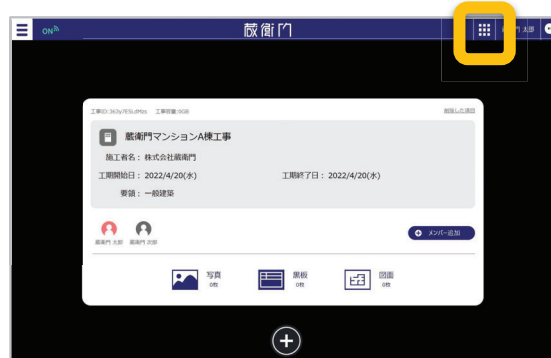 ON
蔵衛門
太郎
工事容量:0GB
削除した項目
蔵衛門マンションA棟工事
施工者名： 株式会社蔵衛門
工期開始日： 2022/4/20(水) 工期終了日： 2022/4/20(水)
要領： 一般建築
蔵衛門 太郎 蔵衛門 次郎
メンバー追加
写真 黒板 図面
0枚 0枚 0枚